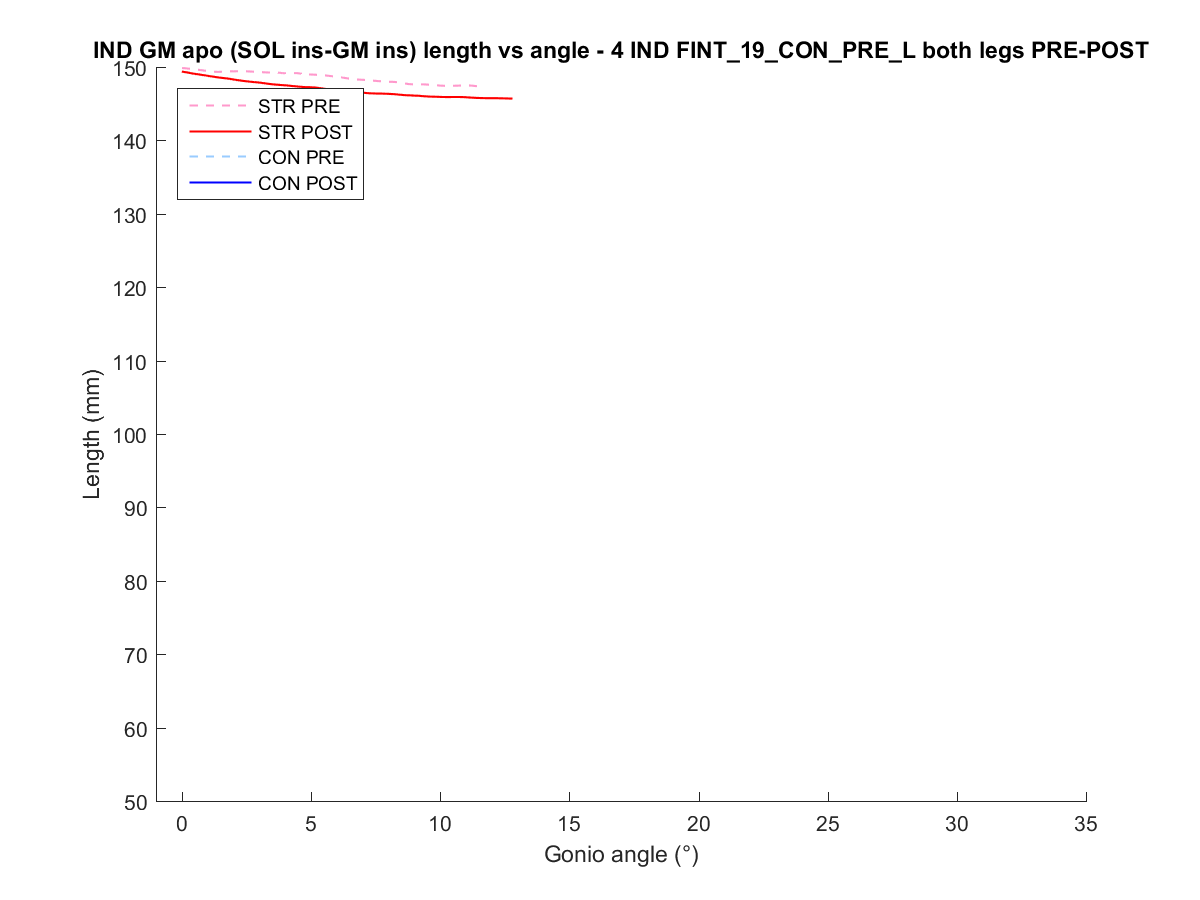 IND GM apo (SOL ins-GM ins) length vs angle - 4 IND FINT_19_CON_PRE_L both legs PRE-POST
150
140
130
120
110
100
90
80
70
60
50
STR PRE
STR POST
CON PRE
CON POST
Length (mm)
0 5 10 15 20 25 30 35
Gonio angle (°)